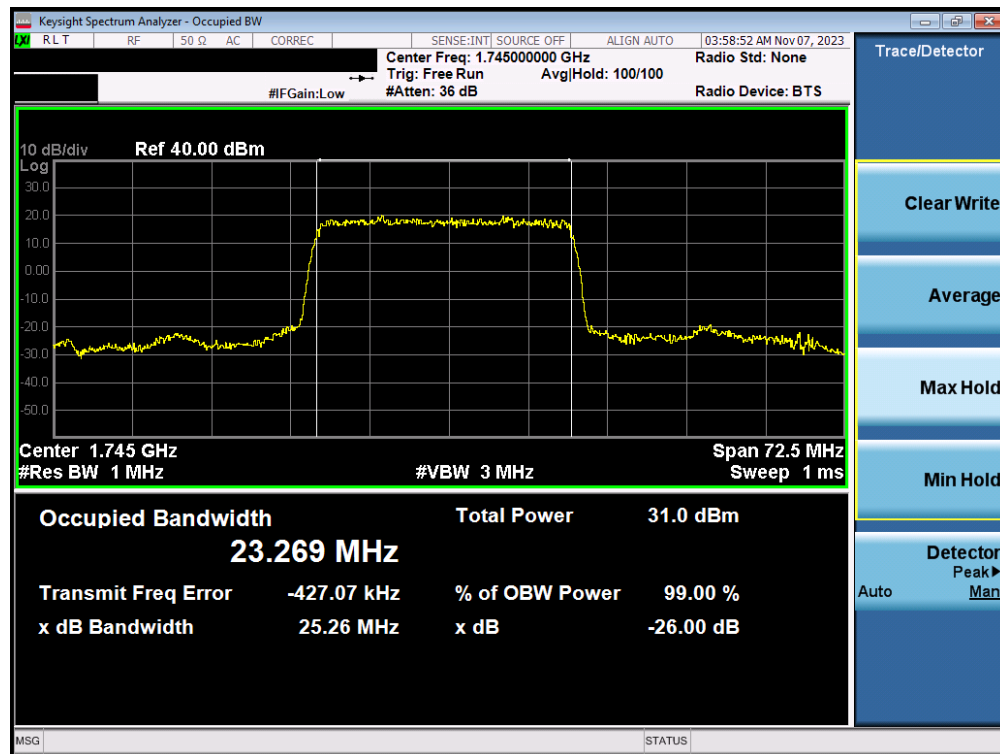 Keysight Spectrum Analyzer - Occupied BW
LXI RLT RF 50 Ω AC CORREC SENSE:INT SOURCE OFF ALIGN AUTO 03:58:52 AM Nov 07, 2023
Center Freq: 1.745000000 GHz Radio Std: None
Trig: Free Run Avg|Hold: 100/100
#IFGain:Low #Atten: 36 dB Radio Device: BTS
10 dB/div Ref 40.00 dBm
Log
30.0
20.0
10.0
0.00
-10.0
-20.0
-30.0
-40.0
-50.0
Center 1.745 GHz Span 72.5 MHz
#Res BW 1 MHz #VBW 3 MHz Sweep 1 ms
Occupied Bandwidth Total Power 31.0 dBm
23.269 MHz
Transmit Freq Error -427.07 kHz % of OBW Power 99.00 %
x dB Bandwidth 25.26 MHz x dB -26.00 dB
MSG STATUS
Trace/Detector
Clear Write
Average
Max Hold
Min Hold
Detector
Peak▶
Auto Man